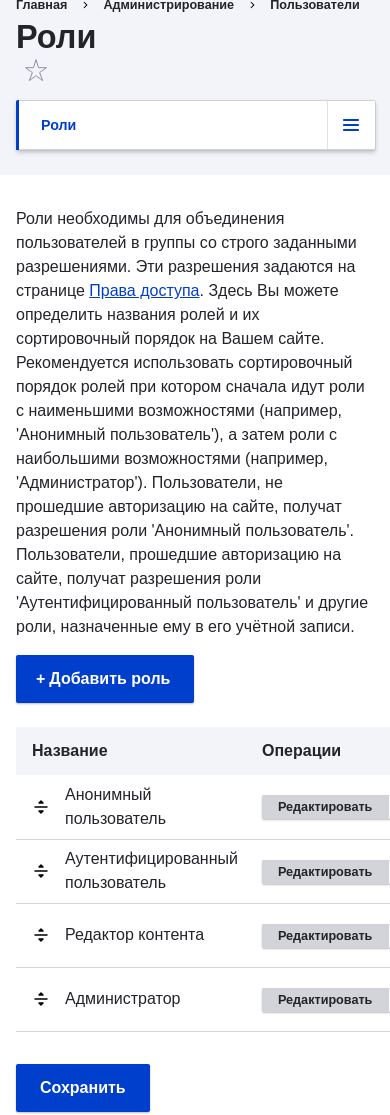 Главная › Администрирование › Пользователи
Роли
Роли
Роли необходимы для объединения
пользователей в группы со строго заданными
разрешениями. Эти разрешения задаются на
странице Права доступа. Здесь Вы можете
определить названия ролей и их
сортировочный порядок на Вашем сайте.
Рекомендуется использовать сортировочный
порядок ролей при котором сначала идут роли
с наименьшими возможностями (например,
'Анонимный пользователь'), а затем роли с
наибольшими возможностями (например,
'Администратор'). Пользователи, не
прошедшие авторизацию на сайте, получат
разрешения роли 'Анонимный пользователь'.
Пользователи, прошедшие авторизацию на
сайте, получат разрешения роли
'Аутентифицированный пользователь' и другие
роли, назначенные ему в его учётной записи.
+ Добавить роль
Название Операции
Анонимный
пользователь
Редактировать
Аутентифицированный
пользователь
Редактировать
Редактор контента Редактировать
Администратор Редактировать
Сохранить